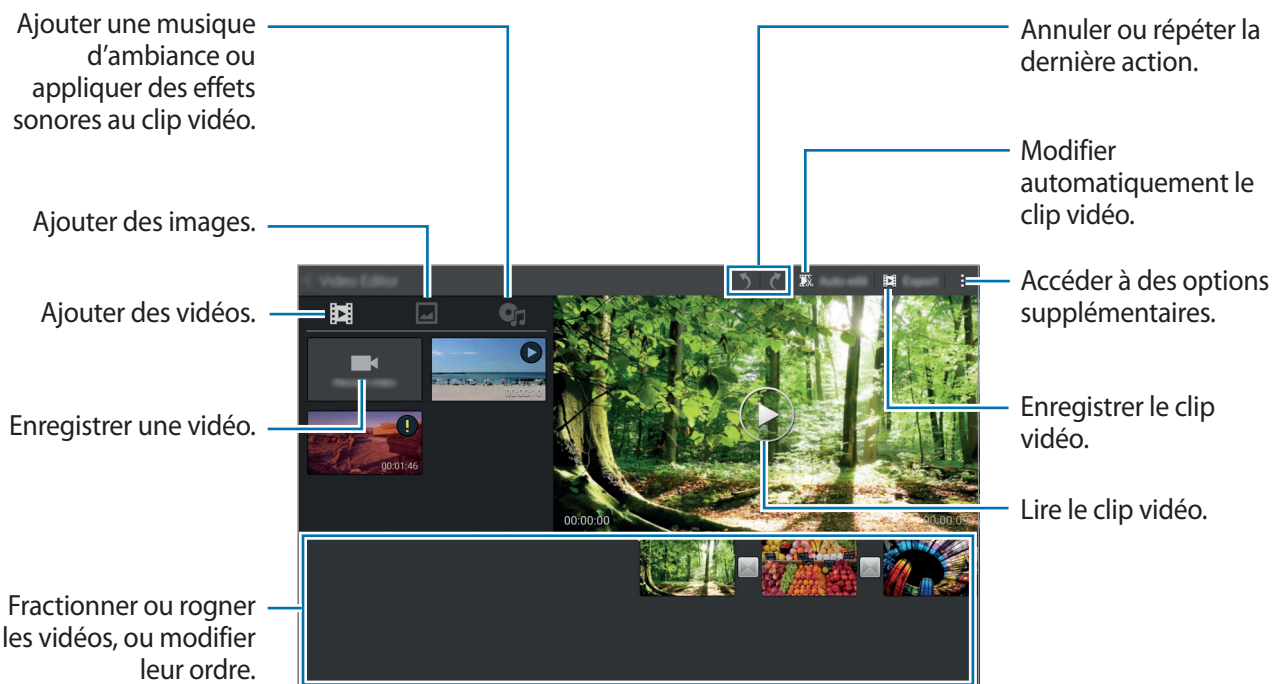 Ajouter une musique
d’ambiance ou
appliquer des effets
sonores au clip vidéo.
Ajouter des images.
Ajouter des vidéos.
Enregistrer une vidéo.
Fractionner ou rogner
les vidéos, ou modifier
leur ordre.
Annuler ou répéter la
dernière action.
Modifier
automatiquement le
clip vidéo.
Accéder à des options
supplémentaires.
Enregistrer le clip
vidéo.
Lire le clip vidéo.
Video Editor
Auto edit
Export
00:01:46
00:00:00